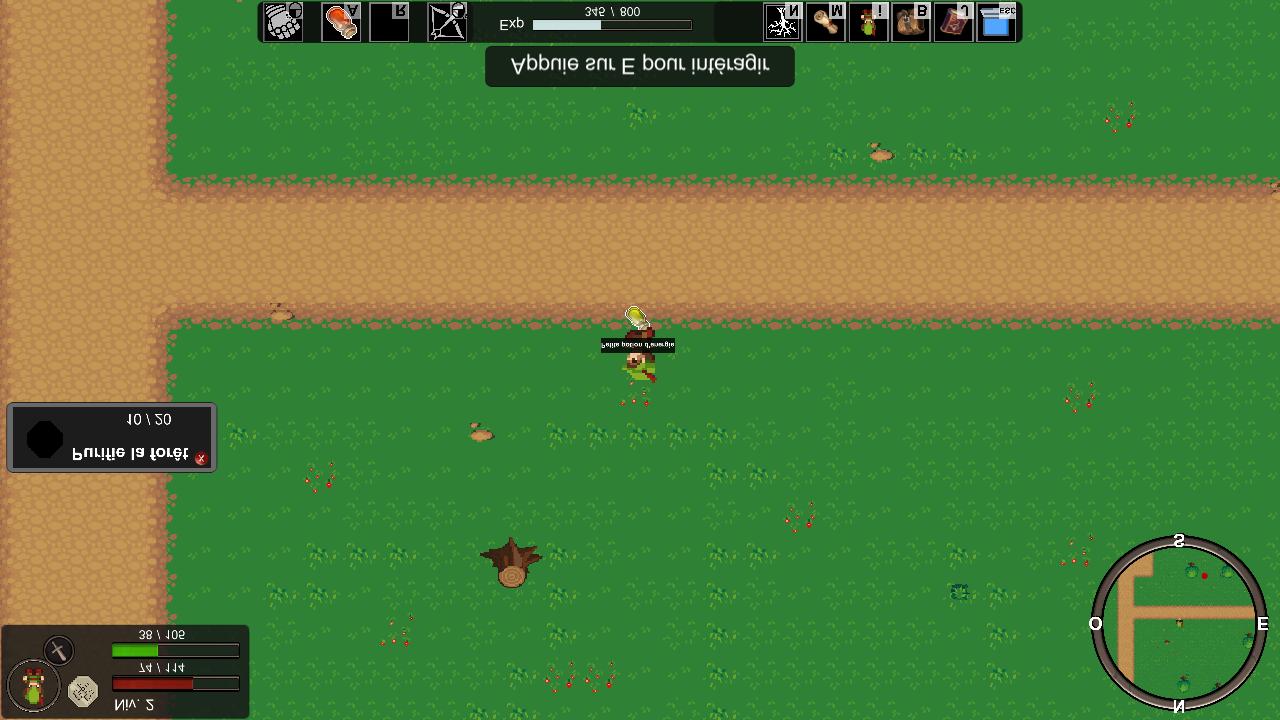 Niv. 2
74 / 114
38 / 105
N
O E
S
Purifie la forêt
x
10 / 20
Petite potion d'énergie
Appuie sur E pour intéragir
A
R
Exp
345 / 800
N
M
i
B
J
ESC